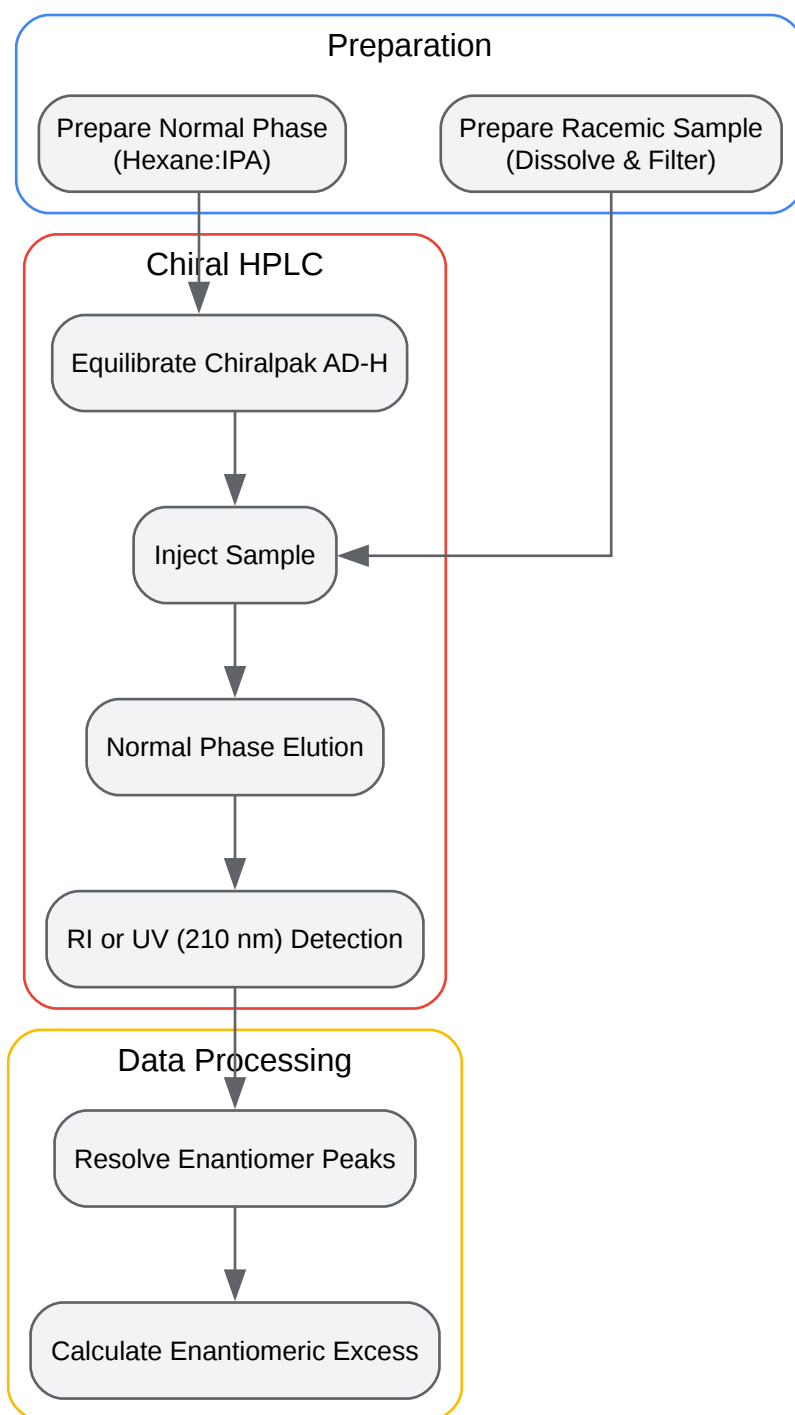 Preparation
Prepare Normal Phase
(Hexane:IPA)
Prepare Racemic Sample
(Dissolve & Filter)
Chiral HPLC
Equilibrate Chiralpak AD-H
Inject Sample
Normal Phase Elution
RI or UV (210 nm) Detection
Data Processing
Resolve Enantiomer Peaks
Calculate Enantiomeric Excess